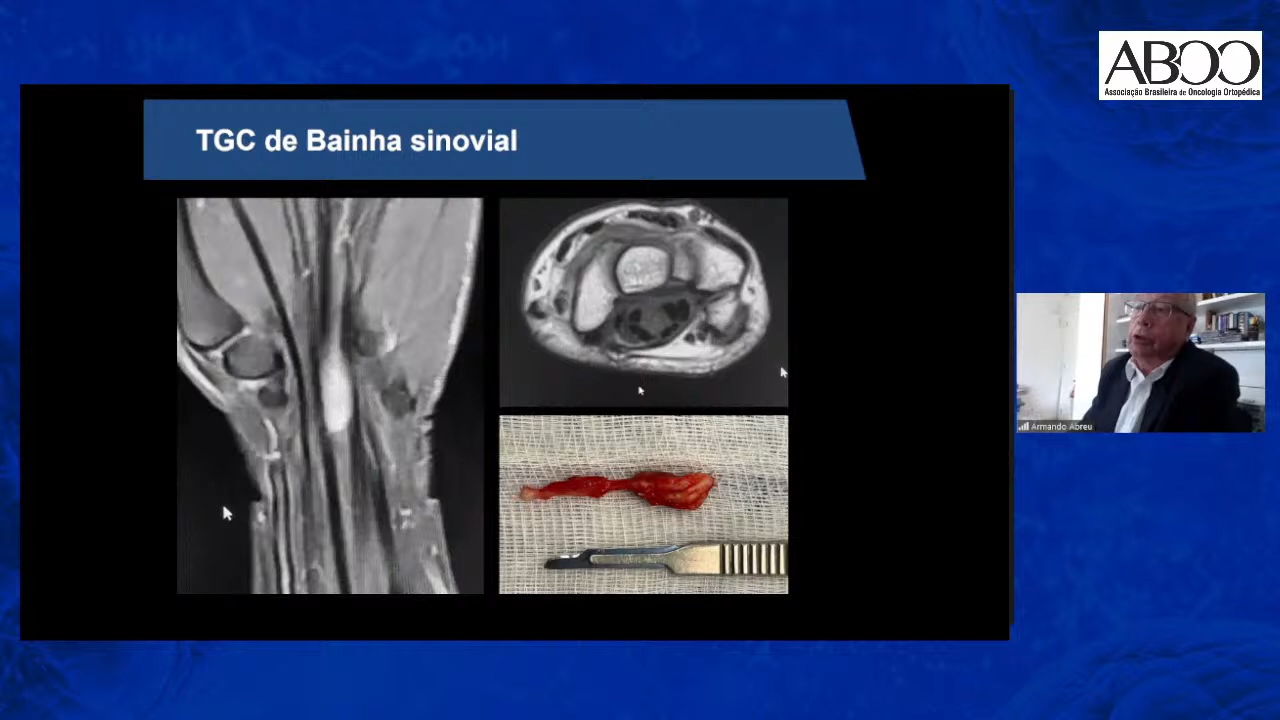 ABOO
Associação Brasileira de Oncologia Ortopédica
TGC de Bainha sinovial
Armando Abreu